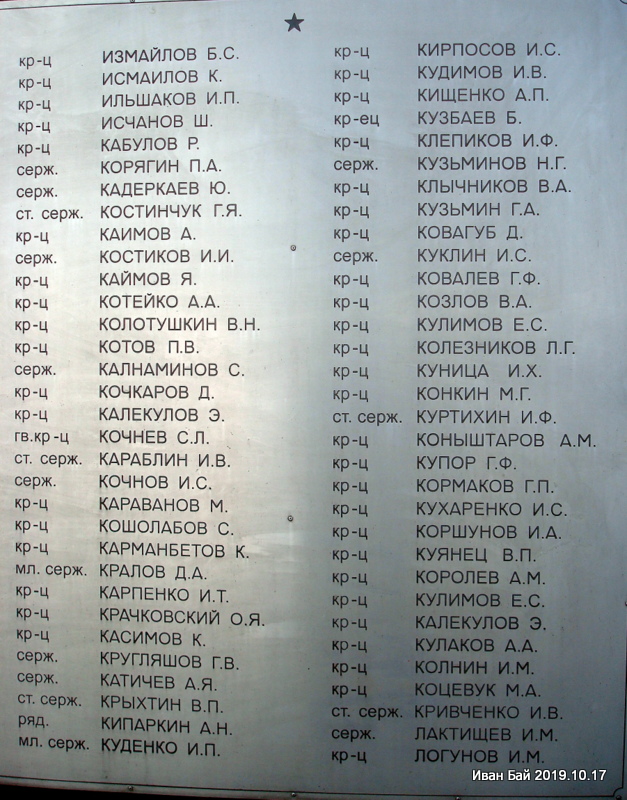 кр-ц ИЗМАЙЛОВ Б.С.
кр-ц ИСМАИЛОВ К.
кр-ц ИЛЬШАКОВ И.П.
кр-ц ИСЧАНОВ Ш.
кр-ц КАБУЛОВ Р.
серж. КОРЯГИН П.А.
серж. КАДЕРКАЕВ Ю.
ст. серж. КОСТИНЧУК Г.Я.
кр-ц КАИМОВ А.
серж. КОСТИКОВ И.И.
кр-ц КАЙМОВ Я.
кр-ц КОТЕЙКО А.А.
кр-ц КОЛОТУШКИН В.Н.
кр-ц КОТОВ П.В.
серж. КАЛНАМИНОВ С.
кр-ц КОЧКАРОВ Д.
кр-ц КАЛЕКУЛОВ Э.
гв.кр-ц КОЧНЕВ С.Л.
ст. серж. КАРАБЛИН И.В.
серж. КОЧНОВ И.С.
кр-ц КАРАВАНОВ М.
кр-ц КОШОЛАБОВ С.
кр-ц КАРМАНБЕТОВ К.
мл. серж. КРАЛОВ Д.А.
кр-ц КАРПЕНКО И.Т.
кр-ц КРАЧКОВСКИЙ О.Я.
кр-ц КАСИМОВ К.
серж. КРУГЛЯШОВ Г.В.
серж. КАТИЧЕВ А.Я.
ст. серж. КРЫХТИН В.П.
ряд. КИПАРКИН А.Н.
мл. серж. КУДЕНКО И.П.
кр-ц КИРПОСОВ И.С.
кр-ц КУДИМОВ И.В.
кр-ц КИЩЕНКО А.П.
кр-ец КУЗБАЕВ Б.
кр-ц КЛЕПИКОВ И.Ф.
серж. КУЗЬМИНОВ Н.Г.
кр-ц КЛЫЧНИКОВ В.А.
кр-ц КУЗЬМИН Г.А.
кр-ц КОВАГУБ Д.
серж. КУКЛИН И.С.
кр-ц КОВАЛЕВ Г.Ф.
кр-ц КОЗЛОВ В.А.
кр-ц КУЛИМОВ Е.С.
кр-ц КОЛЕЗНИКОВ Л.Г.
кр-ц КУНИЦА И.Х.
кр-ц КОНКИН М.Г.
ст. серж. КУРТИХИН И.Ф.
кр-ц КОНЫШТАРОВ А.М.
кр-ц КУПОР Г.Ф.
кр-ц КОРМАКОВ Г.П.
кр-ц КУХАРЕНКО И.С.
кр-ц КОРШУНОВ И.А.
кр-ц КУЯНЕЦ В.П.
кр-ц КОРОЛЕВ А.М.
кр-ц КУЛИМОВ Е.С.
кр-ц КАЛЕКУЛОВ Э.
кр-ц КУЛАКОВ А.А.
кр-ц КОЛНИН И.М.
кр-ц КОЦЕВУК М.А.
ст. серж. КРИВЧЕНКО И.В.
серж. ЛАКТИЩЕВ И.М.
кр-ц ЛОГУНОВ И.М.
Иван Бай 2019.10.17